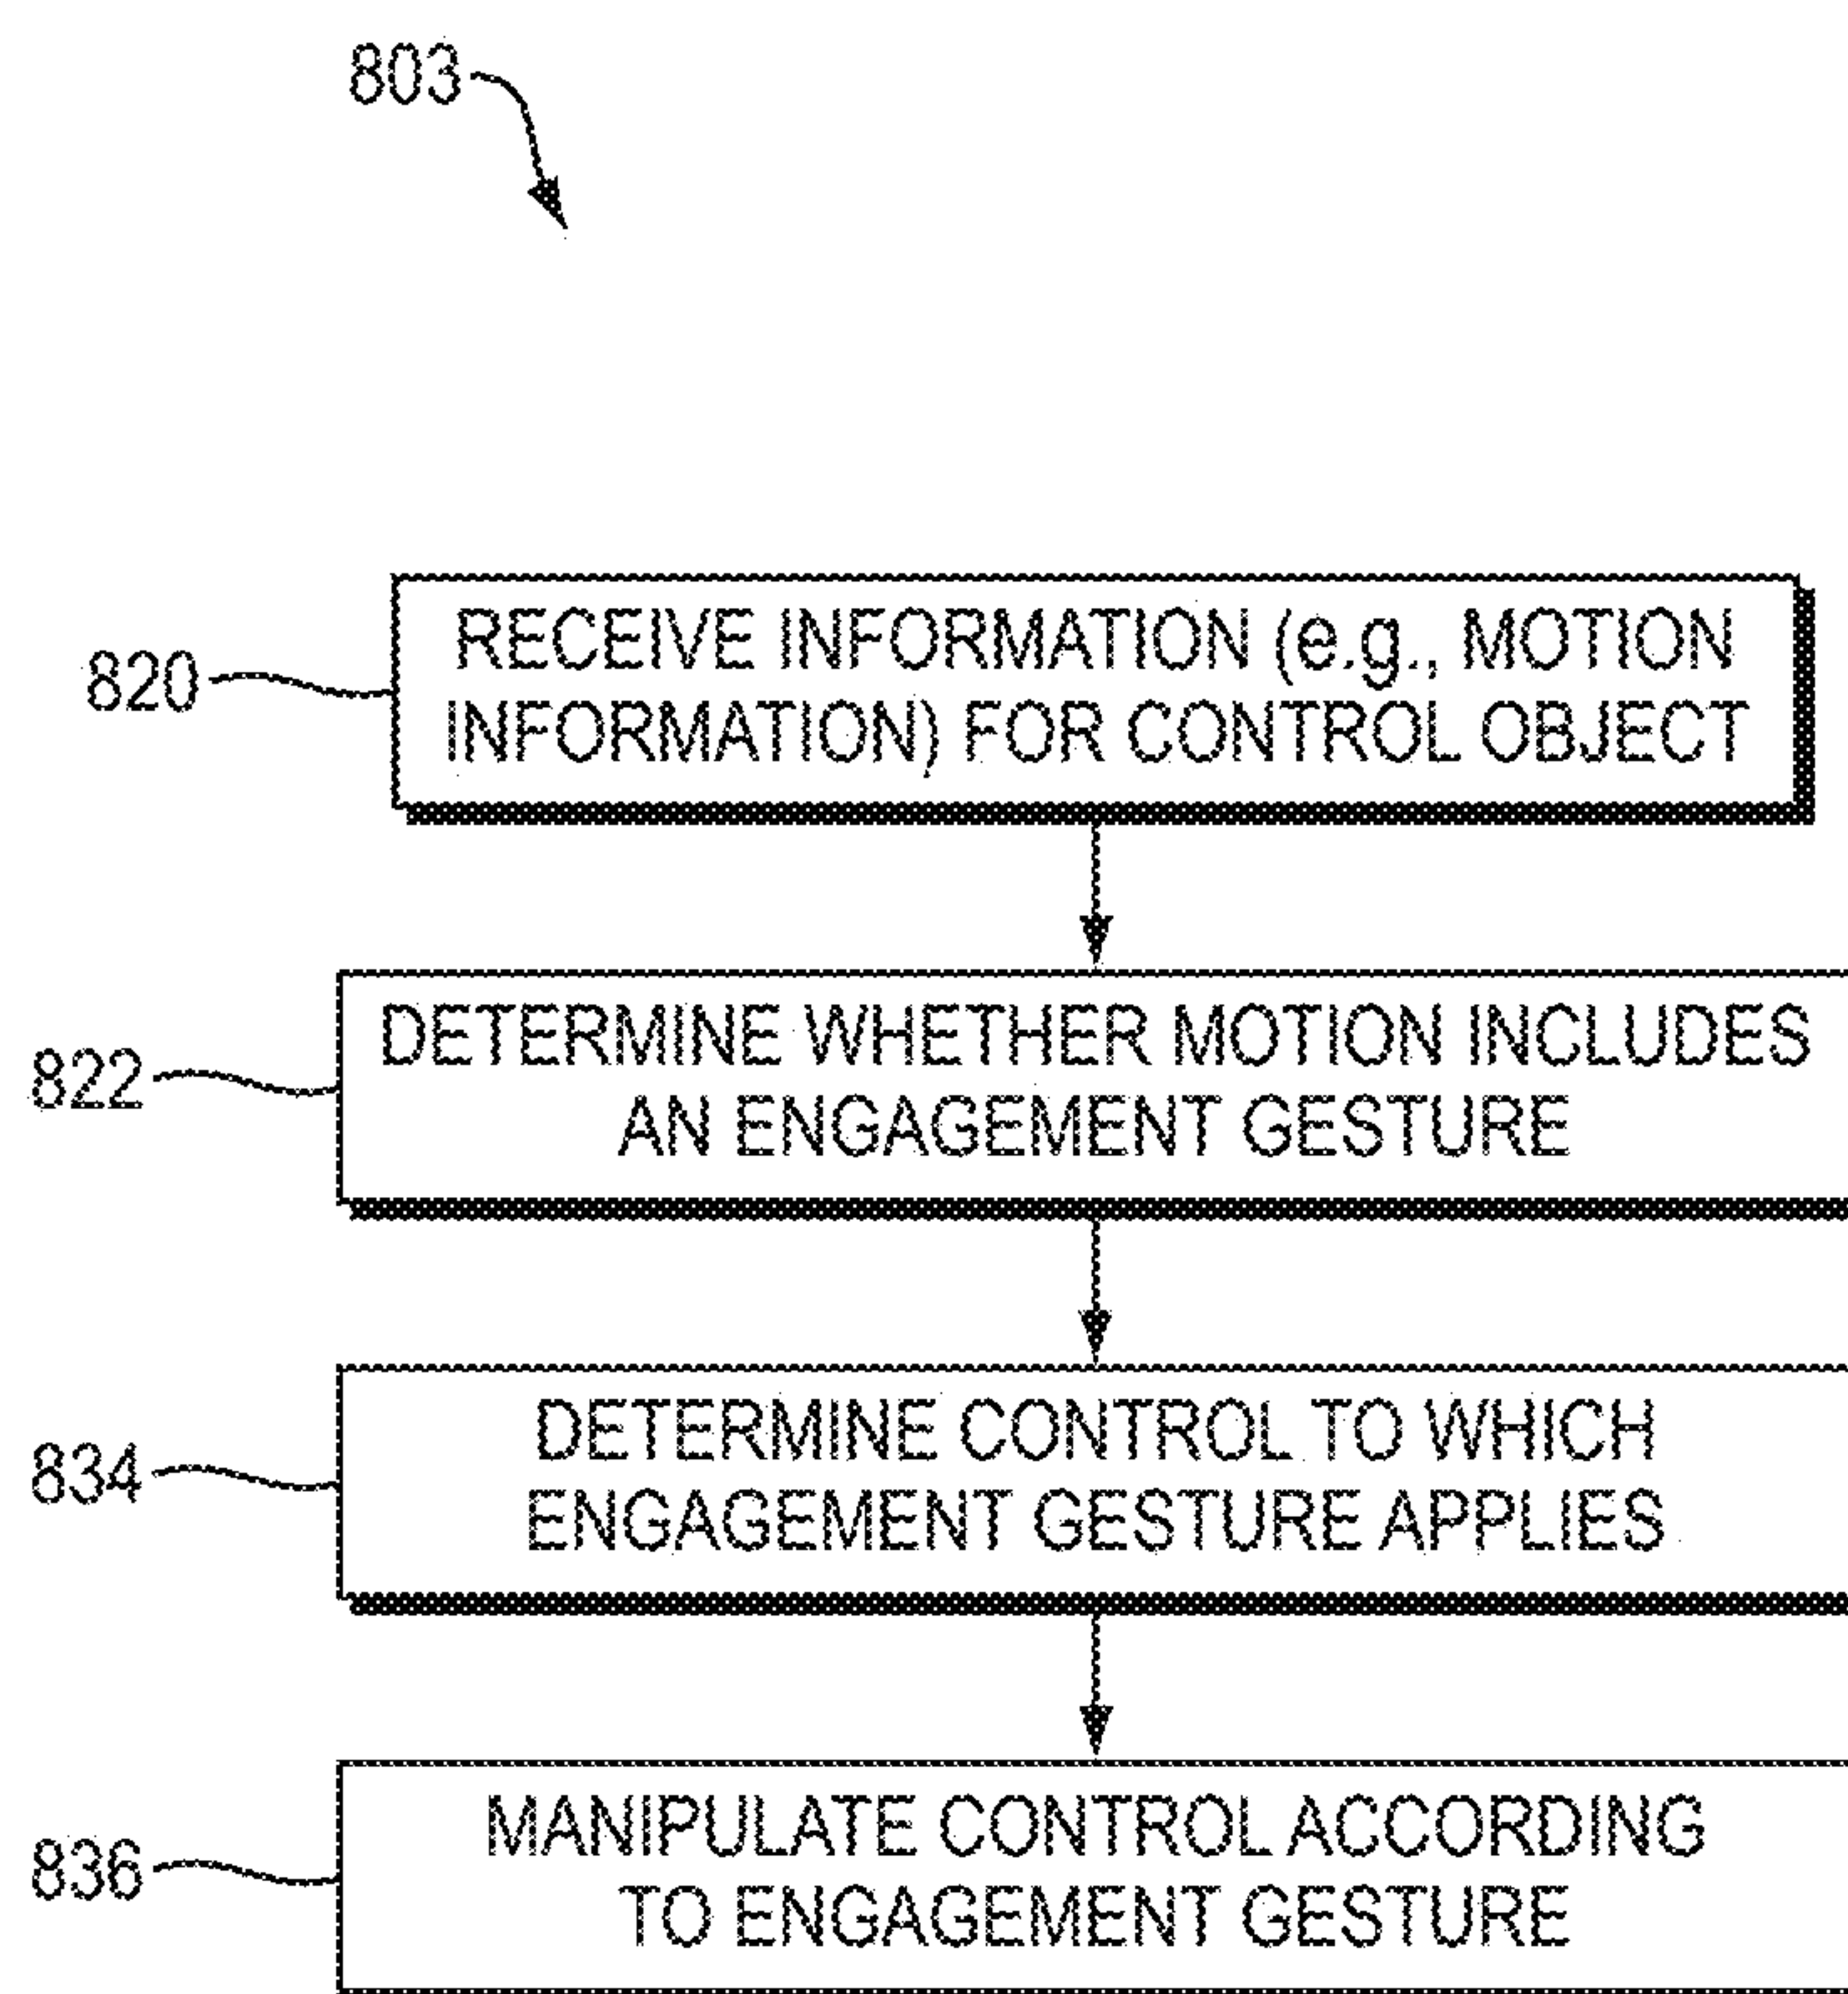 803
820
RECEIVE INFORMATION (e.g., MOTION
INFORMATION) FOR CONTROL OBJECT
822
DETERMINE WHETHER MOTION INCLUDES
AN ENGAGEMENT GESTURE
834
DETERMINE CONTROL TO WHICH
ENGAGEMENT GESTURE APPLIES
836
MANIPULATE CONTROL ACCORDING
TO ENGAGEMENT GESTURE